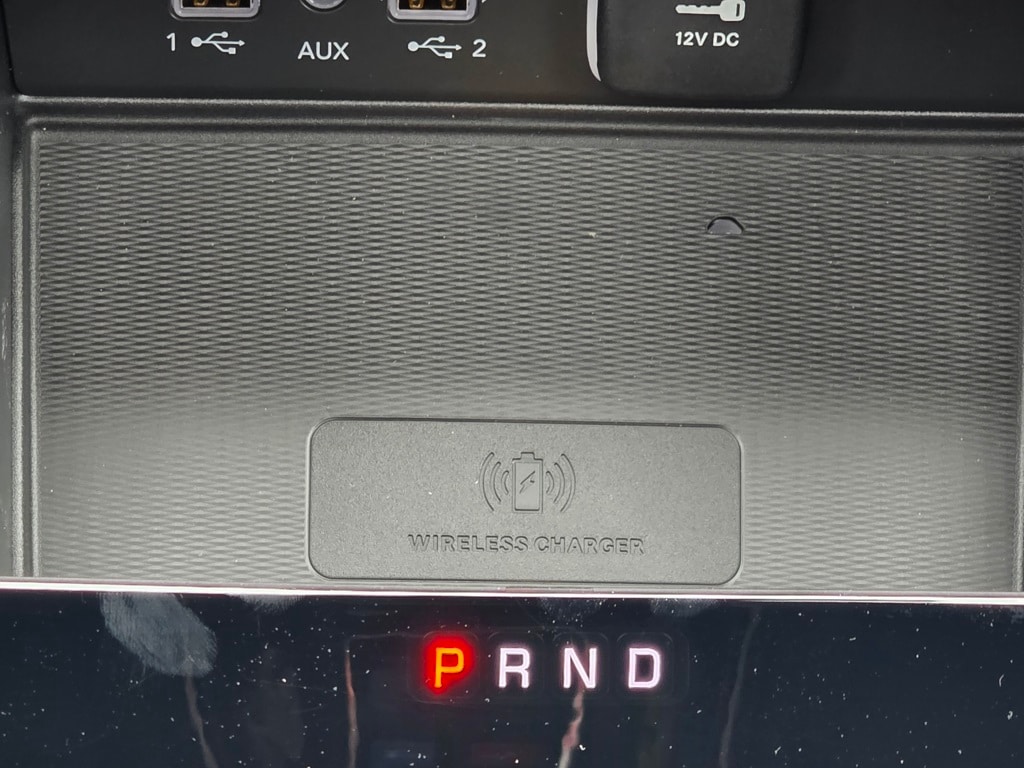 1 AUX 2 12V DC
WIRELESS CHARGER
P R N D